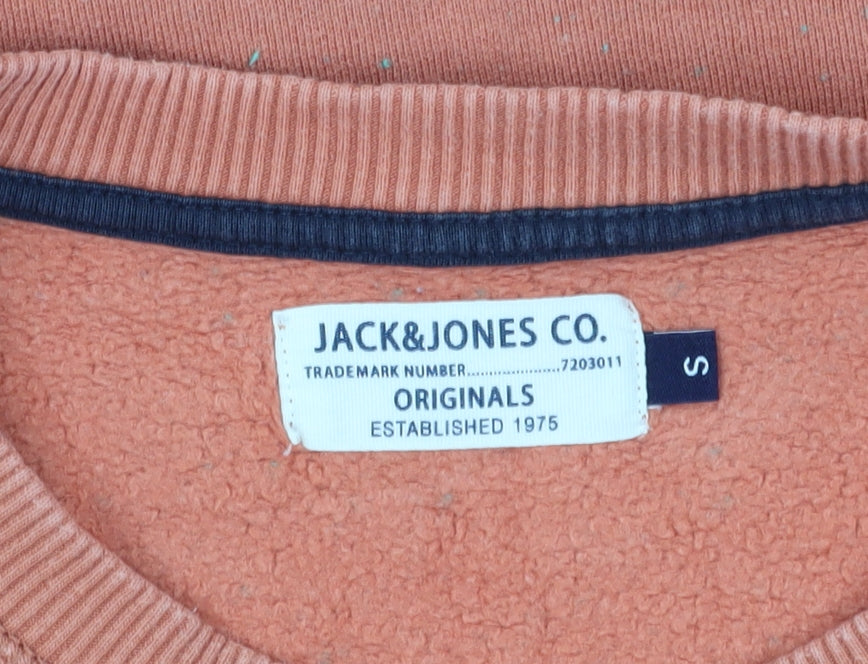 JACK&JONES CO.
TRADEMARK NUMBER....................7203011
ORIGINALS
ESTABLISHED 1975
S